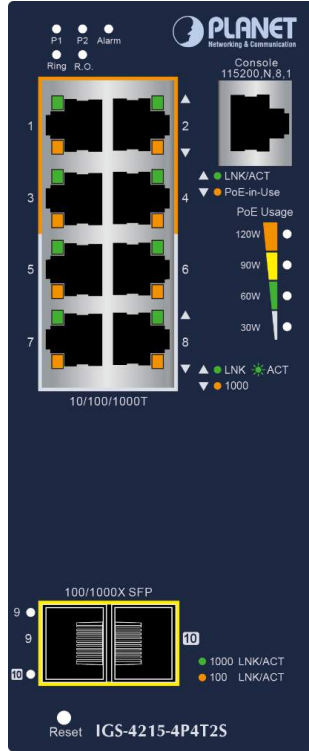 P1 P2 Alarm
Ring R.O.
PLANET
Networking & Communication
Console
115200,N,8,1
1 2
▲ LNK/ACT
▼ PoE-in-Use
3 4
PoE Usage
120W
90W
60W
30W
5 6
7 8
▲ LNK ACT
▼ 1000
10/100/1000T
100/1000X SFP
9
9 10
10
1000 LNK/ACT
100 LNK/ACT
Reset IGS-4215-4P4T2S